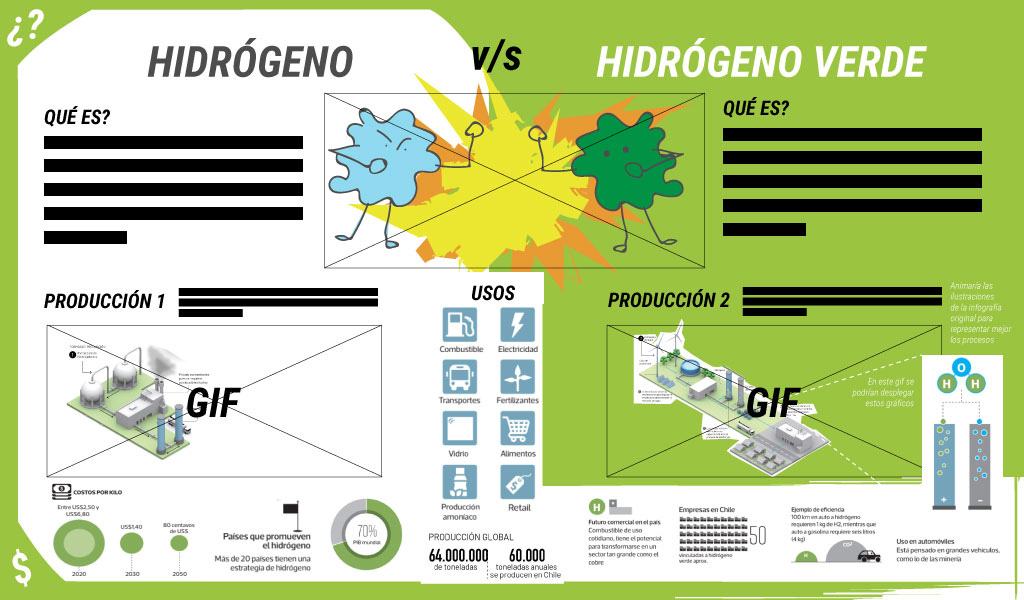 ¿?
HIDRÓGENO
v/s
HIDRÓGENO VERDE
QUÉ ES?
QUÉ ES?
PRODUCCIÓN 1
GIF
USOS
Combustible
Electricidad
Transportes
Fertilizantes
Vidrio
Alimentos
Producción
amoníaco
Retail
PRODUCCIÓN 2
GIF
Animaría las
ilustraciones
de la infografía
original para
representar mejor
los procesos
En este gif se
podrían desplegar
estos gráficos
O
H
H
+
−
$
COSTOS POR KILO
Entre US$2,50 y
US$6,80
US$1,40
80 centavos
de US$
2020
2030
2050
Países que promueven
el hidrógeno
Más de 20 países tienen una
estrategia de hidrógeno
70%
PIB mundial
PRODUCCIÓN GLOBAL
64.000.000
de toneladas
60.000
toneladas anuales
se producen en Chile
H
Futuro comercial en el país
Combustible de uso
cotidiano, tiene el potencial
para transformarse en un
sector tan grande como el
cobre
Empresas en Chile
50
vinculadas a hidrógeno
verde aprox.
Ejemplo de eficiencia
100 km en auto a hidrógeno
requieren 1 kg de H2, mientras que
auto a gasolina requiere seis litros
(4 kg)
H
CO2
Uso en automóviles
Está pensado en grandes vehículos,
como lo de las minería